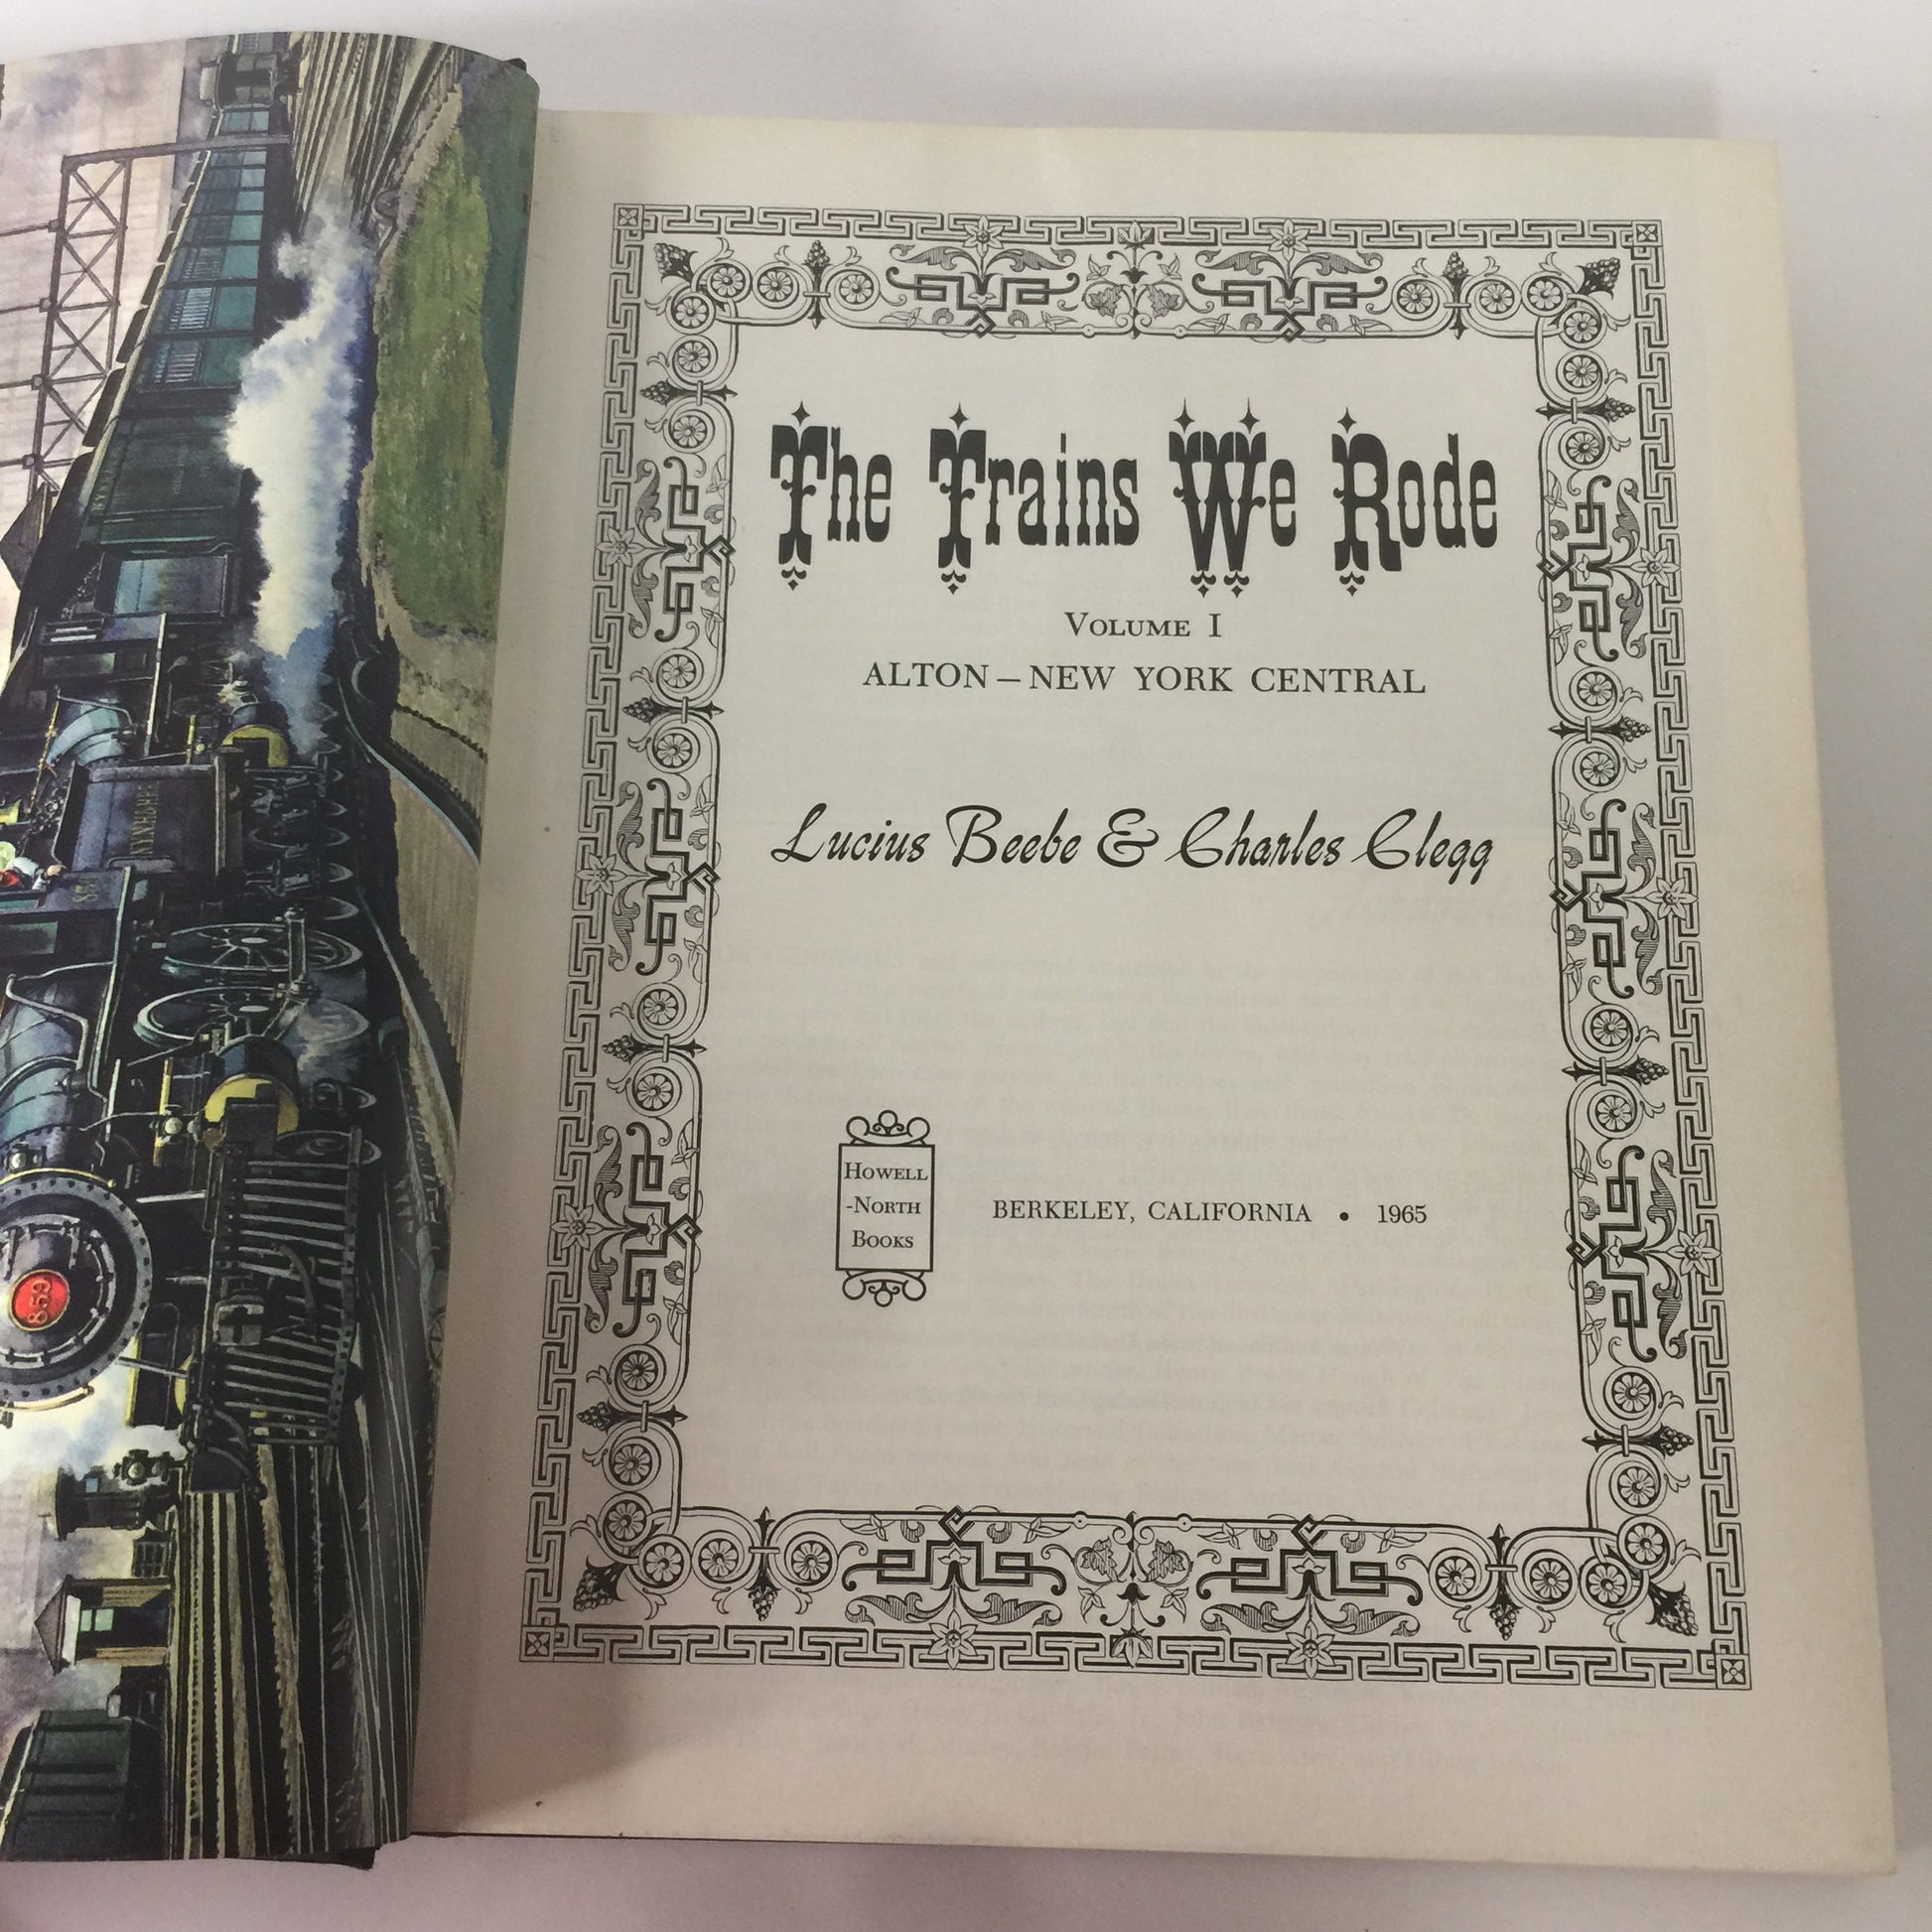 The Trains We Rode
VOLUME I
ALTON – NEW YORK CENTRAL
Lucius Beebe & Charles Clegg
HOWELL
-NORTH
BOOKS
BERKELEY, CALIFORNIA • 1965
859